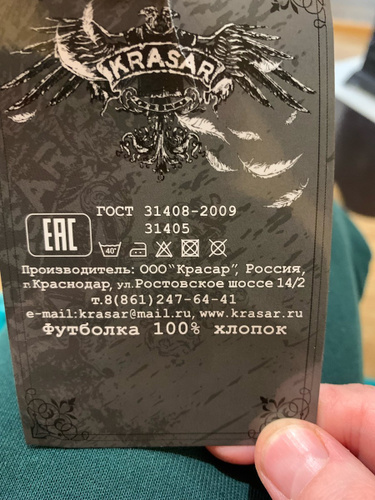 KRASAR
ГОСТ 31408-2009
31405
EAC 40°
Производитель: ООО"Красар", Россия,
г.Краснодар, ул.Ростовское шоссе 14/2
т.8(861)247-64-41
e-mail:krasar@mail.ru, www.krasar.ru
Футболка 100% хлопок